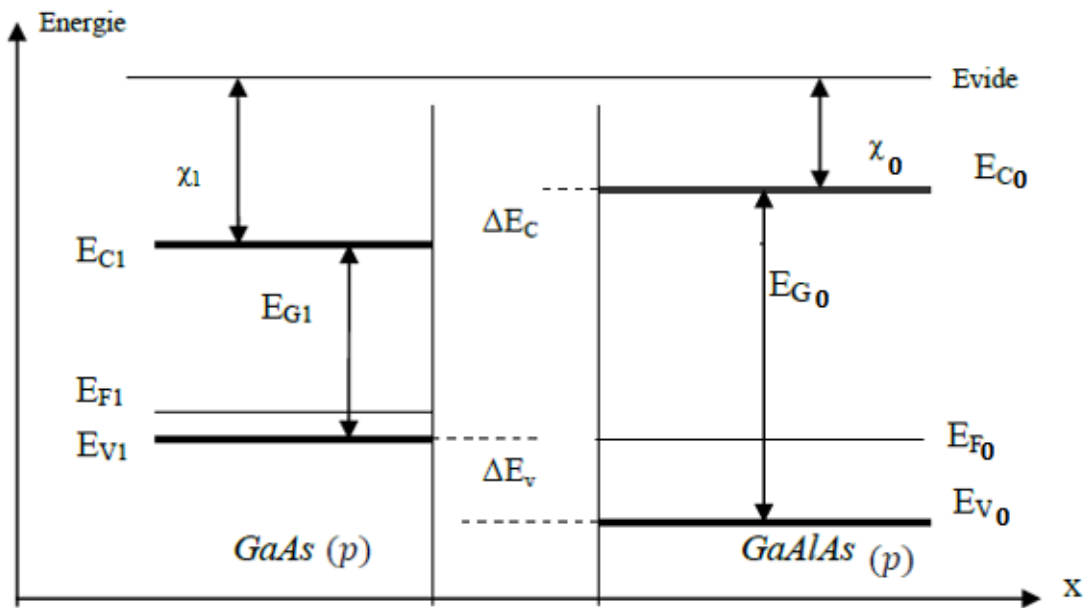 Energie
Evide
χ1
χ0
EC0
ΔEC
EC1
EG1
EG0
EF1
EV1
EF0
ΔEv
EV0
GaAs (p)
GaAlAs (p)
x